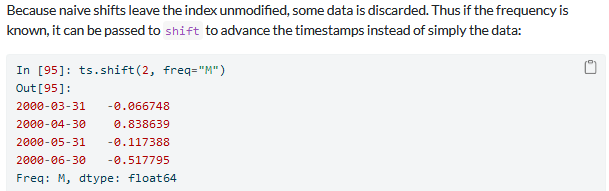 Because naive shifts leave the index unmodified, some data is discarded. Thus if the frequency is
known, it can be passed to shift to advance the timestamps instead of simply the data:
In [95]: ts.shift(2, freq="M")
Out[95]:
2000-03-31   -0.066748
2000-04-30    0.838639
2000-05-31   -0.117388
2000-06-30   -0.517795
Freq: M, dtype: float64